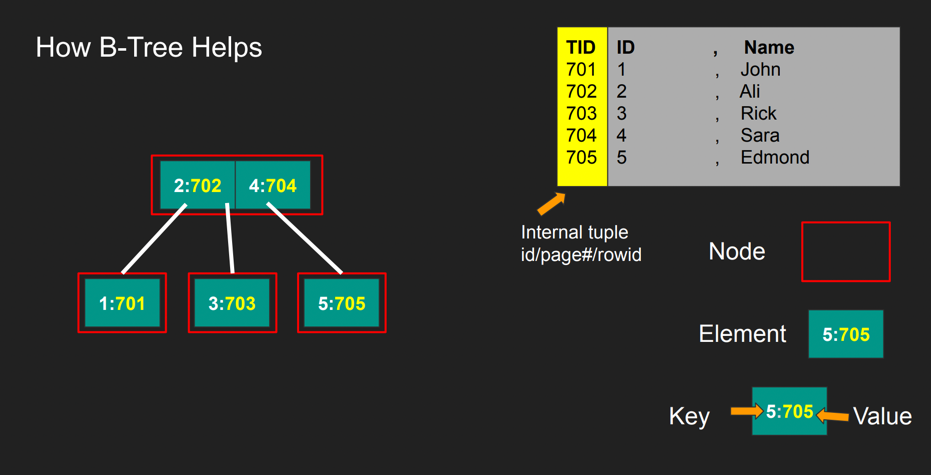 How B-Tree Helps
TID ID , Name
701 1 , John
702 2 , Ali
703 3 , Rick
704 4 , Sara
705 5 , Edmond
Internal tuple
id/page#/rowid
2:702 4:704
1:701 3:703 5:705
Node
Element 5:705
Key 5:705 Value